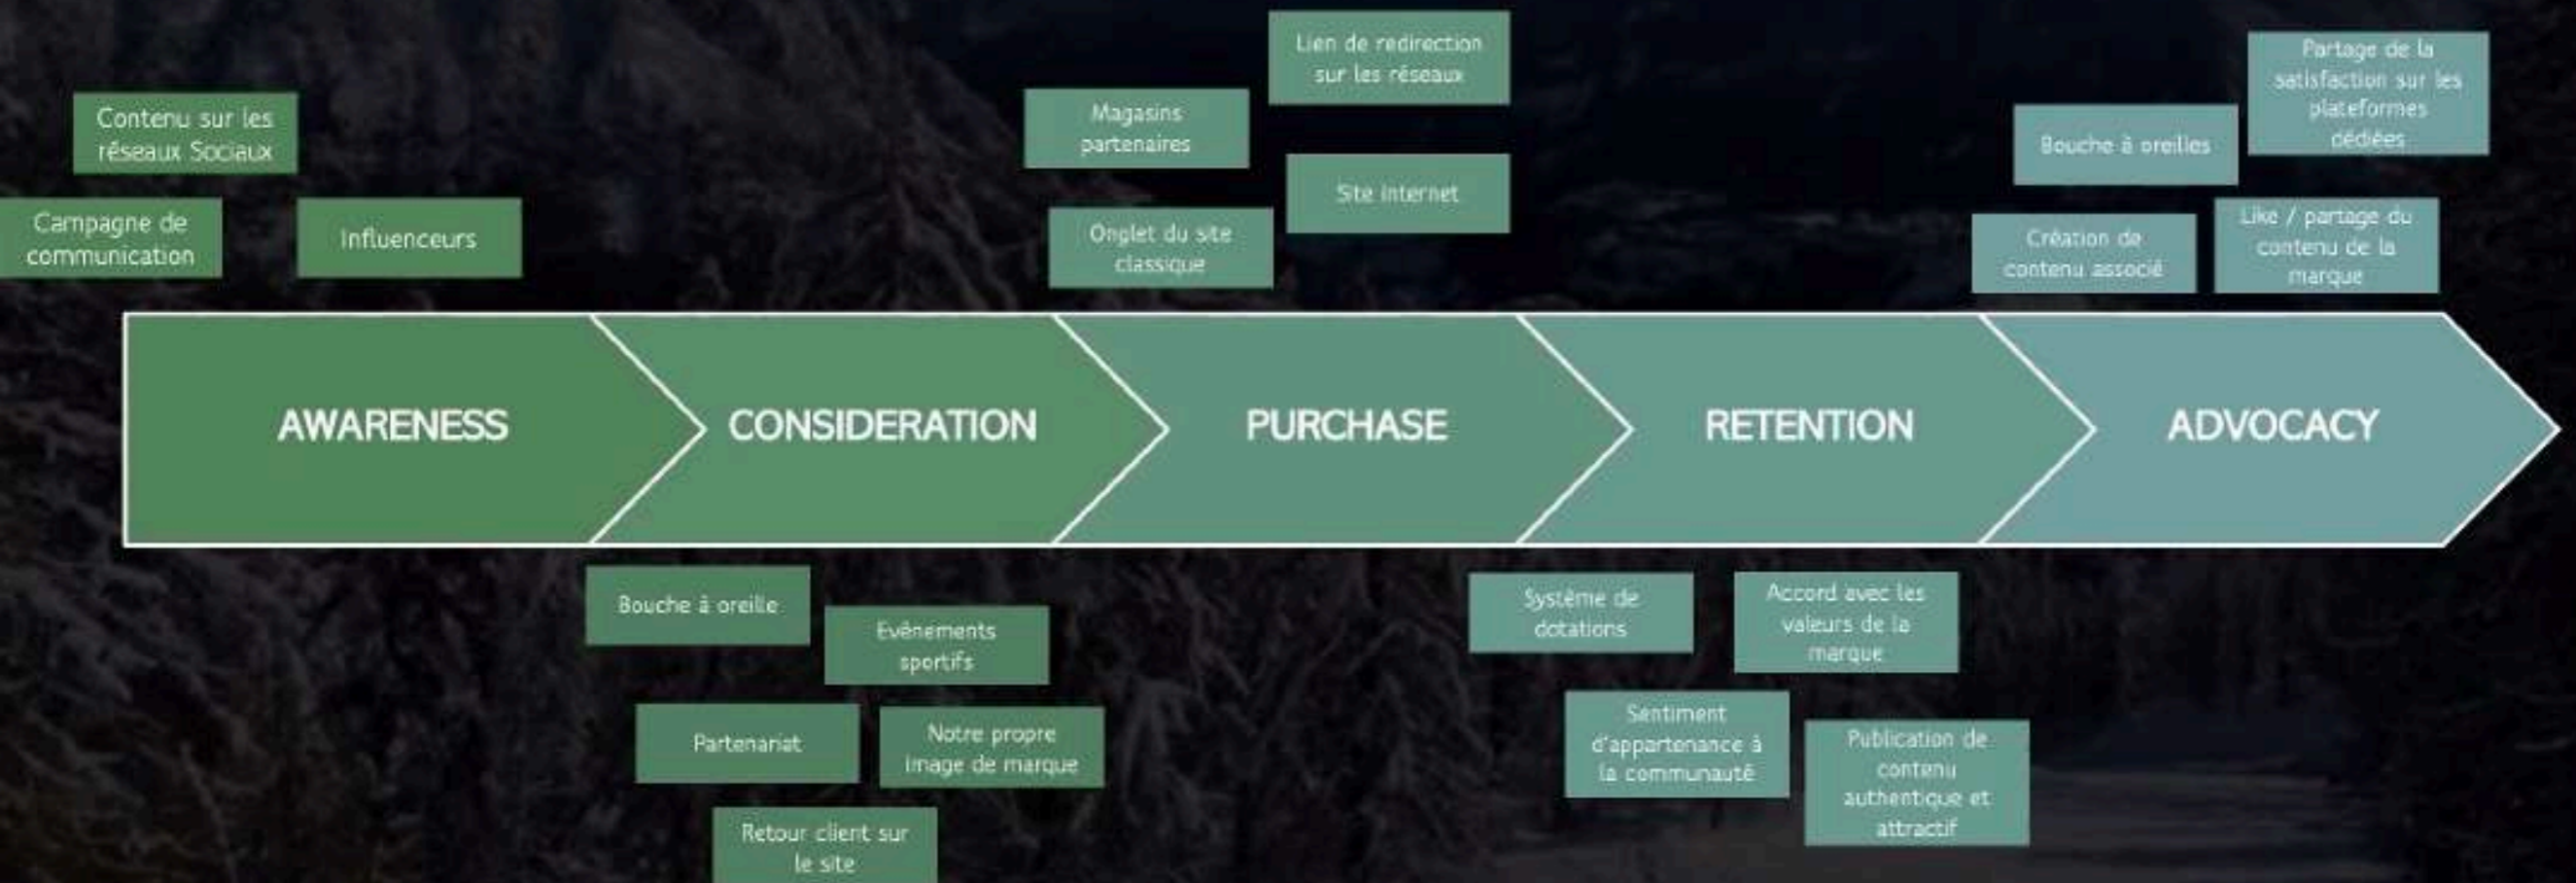 Contenu sur les
réseaux Sociaux
Campagne de
communication
Influenceurs
Magasins
partenaires
Lien de redirection
sur les réseaux
Onglet du site
classique
Site internet
Bouche à oreilles
Partage de la
satisfaction sur les
plateformes
dédiées
Création de
contenu associé
Like / partage du
contenu de la
marque
AWARENESS
CONSIDERATION
PURCHASE
RETENTION
ADVOCACY
Bouche à oreille
Evênements
sportifs
Partenariat
Notre propre
image de marque
Retour client sur
le site
Système de
dotations
Accord avec les
valeurs de la
marque
Sentiment
d'appartenance à
la communauté
Publication de
contenu
authentique et
attractif